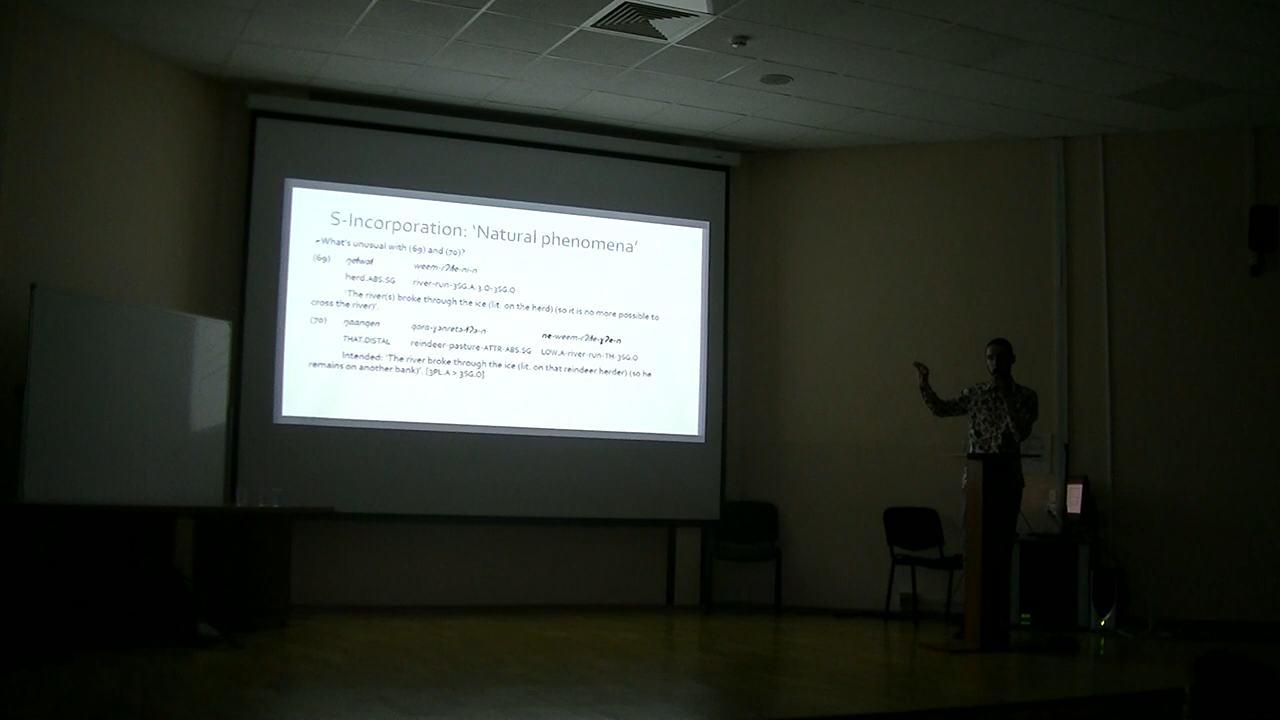 S-Incorporation: 'Natural phenomena'
What's unusual with (69) and (70)?
(69)
herd.ABS.SG river-run-3SG.A.3.O-3SG.O
'The river(s) broke through the ice (lit. on the herd) (so it is no more possible to
cross the river)'.
(70)
THAT.DISTAL reindeer-pasture-ATTR-ABS.SG LOW.A-river-run-TH-3SG.O
Intended: 'The river broke through the ice (lit. on that reindeer herder) (so he
remains on another bank)'. [3PL.A > 3SG.O]